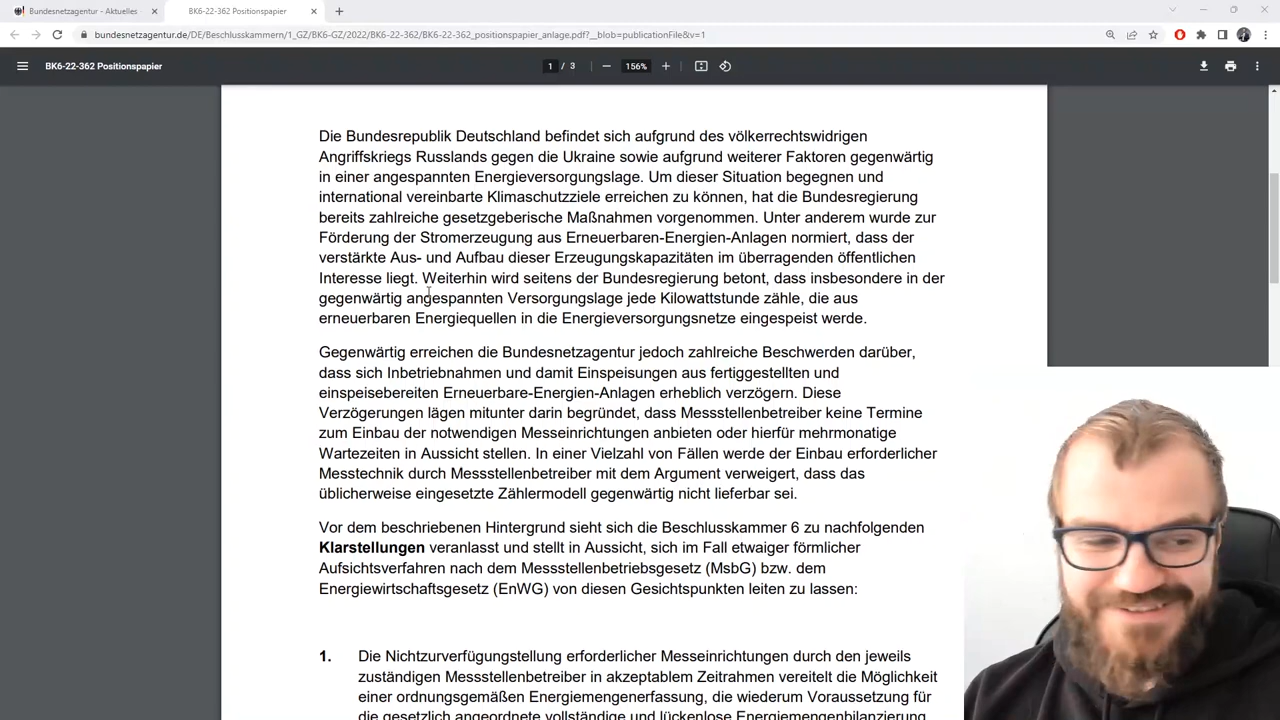 Bundesnetzagentur - Aktuelles
BK6-22-362 Positionspapier
bundesnetzagentur.de/DE/Beschlusskammern/1_GZ/BK6-GZ/2022/BK6-22-362/BK6-22-362_positionspapier_anlage.pdf?__blob=publicationFile&v=1
BK6-22-362 Positionspapier
1 / 3
156%
Die Bundesrepublik Deutschland befindet sich aufgrund des völkerrechtswidrigen
Angriffskriegs Russlands gegen die Ukraine sowie aufgrund weiterer Faktoren gegenwärtig
in einer angespannten Energieversorgungslage. Um dieser Situation begegnen und
international vereinbarte Klimaschutzziele erreichen zu können, hat die Bundesregierung
bereits zahlreiche gesetzgeberische Maßnahmen vorgenommen. Unter anderem wurde zur
Förderung der Stromerzeugung aus Erneuerbaren-Energien-Anlagen normiert, dass der
verstärkte Aus- und Aufbau dieser Erzeugungskapazitäten im überragenden öffentlichen
Interesse liegt. Weiterhin wird seitens der Bundesregierung betont, dass insbesondere in der
gegenwärtig angespannten Versorgungslage jede Kilowattstunde zähle, die aus
erneuerbaren Energiequellen in die Energieversorgungsnetze eingespeist werde.
Gegenwärtig erreichen die Bundesnetzagentur jedoch zahlreiche Beschwerden darüber,
dass sich Inbetriebnahmen und damit Einspeisungen aus fertiggestellten und
einspeisebereiten Erneuerbare-Energien-Anlagen erheblich verzögern. Diese
Verzögerungen lägen mitunter darin begründet, dass Messstellenbetreiber keine Termine
zum Einbau der notwendigen Messeinrichtungen anbieten oder hierfür mehrmonatige
Wartezeiten in Aussicht stellen. In einer Vielzahl von Fällen werde der Einbau erforderlicher
Messtechnik durch Messstellenbetreiber mit dem Argument verweigert, dass das
üblicherweise eingesetzte Zählermodell gegenwärtig nicht lieferbar sei.
Vor dem beschriebenen Hintergrund sieht sich die Beschlusskammer 6 zu nachfolgenden
Klarstellungen veranlasst und stellt in Aussicht, sich im Fall etwaiger förmlicher
Aufsichtsverfahren nach dem Messstellenbetriebsgesetz (MsbG) bzw. dem
Energiewirtschaftsgesetz (EnWG) von diesen Gesichtspunkten leiten zu lassen:
1. Die Nichtzurverfügungstellung erforderlicher Messeinrichtungen durch den jeweils
zuständigen Messstellenbetreiber in akzeptablem Zeitrahmen vereitelt die Möglichkeit
einer ordnungsgemäßen Energiemengenerfassung, die wiederum Voraussetzung für
die gesetzlich angeordnete vollständige und lückenlose Energiemengenbilanzierung